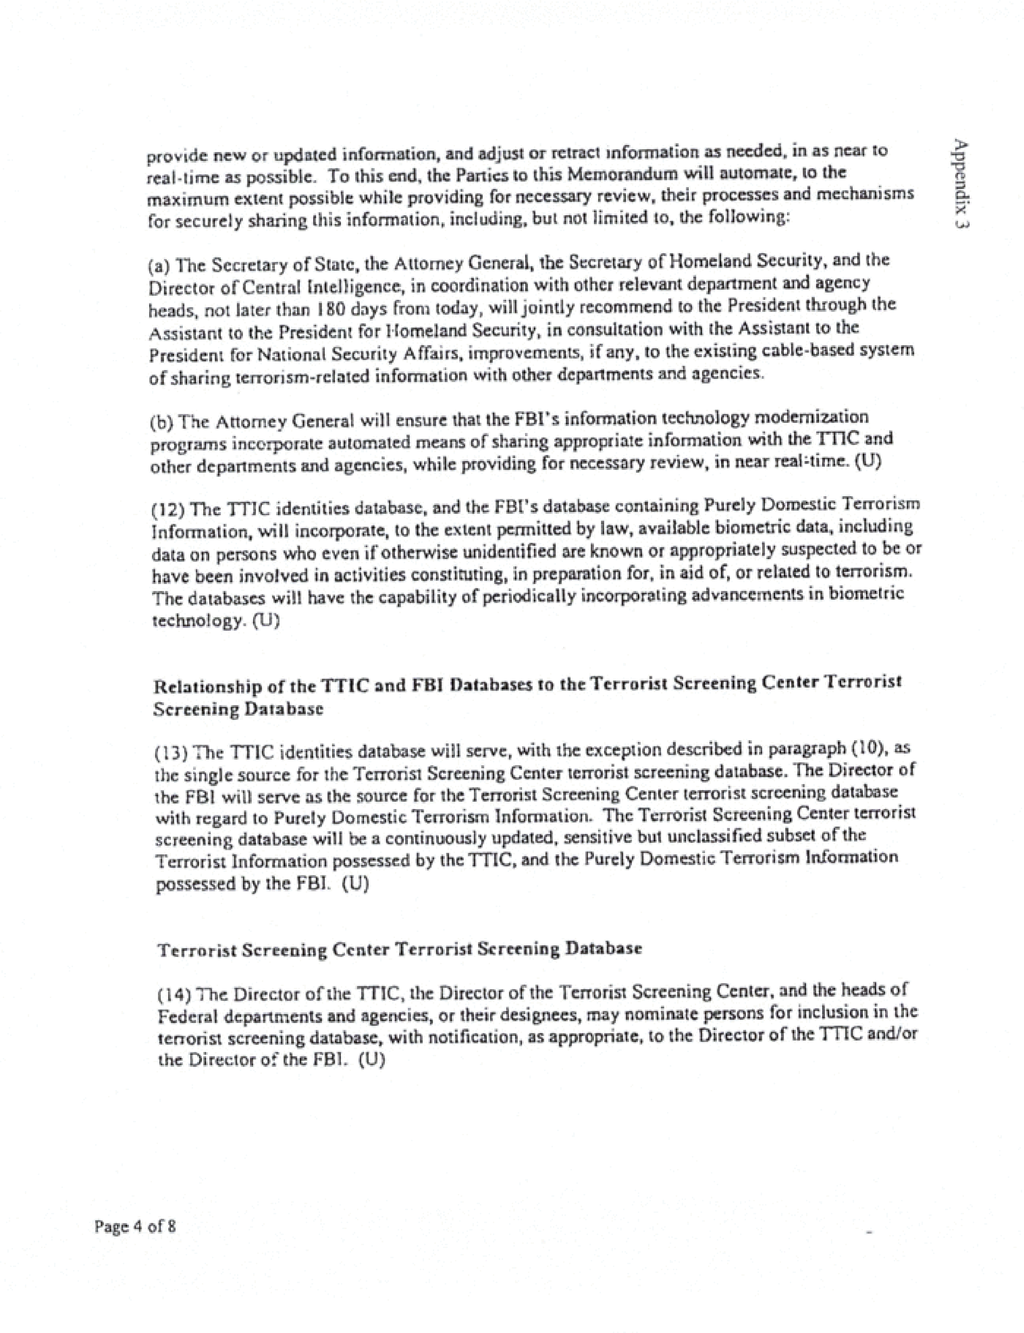 provide new or updated information, and adjust or retract information as needed, in as near to
real-time as possible. To this end, the Parties to this Memorandum will automate, to the
maximum extent possible while providing for necessary review, their processes and mechanisms
for securely sharing this information, including, but not limited to, the following:
(a) The Secretary of State, the Attorney General, the Secretary of Homeland Security, and the
Director of Central Intelligence, in coordination with other relevant department and agency
heads, not later than 180 days from today, will jointly recommend to the President through the
Assistant to the President for Homeland Security, in consultation with the Assistant to the
President for National Security Affairs, improvements, if any, to the existing cable-based system
of sharing terrorism-related information with other departments and agencies.
(b) The Attorney General will ensure that the FBI's information technology modernization
programs incorporate automated means of sharing appropriate information with the TTIC and
other departments and agencies, while providing for necessary review, in near real-time. (U)
(12) The TTIC identities database, and the FBI's database containing Purely Domestic Terrorism
Information, will incorporate, to the extent permitted by law, available biometric data, including
data on persons who even if otherwise unidentified are known or appropriately suspected to be or
have been involved in activities constituting, in preparation for, in aid of, or related to terrorism.
The databases will have the capability of periodically incorporating advancements in biometric
technology. (U)
Relationship of the TTIC and FBI Databases to the Terrorist Screening Center Terrorist
Screening Database
(13) The TTIC identities database will serve, with the exception described in paragraph (10), as
the single source for the Terrorist Screening Center terrorist screening database. The Director of
the FBI will serve as the source for the Terrorist Screening Center terrorist screening database
with regard to Purely Domestic Terrorism Information. The Terrorist Screening Center terrorist
screening database will be a continuously updated, sensitive but unclassified subset of the
Terrorist Information possessed by the TTIC, and the Purely Domestic Terrorism Information
possessed by the FBI. (U)
Terrorist Screening Center Terrorist Screening Database
(14) The Director of the TTIC, the Director of the Terrorist Screening Center, and the heads of
Federal departments and agencies, or their designees, may nominate persons for inclusion in the
terrorist screening database, with notification, as appropriate, to the Director of the TTIC and/or
the Director of the FBI. (U)
Page 4 of 8
Appendix 3